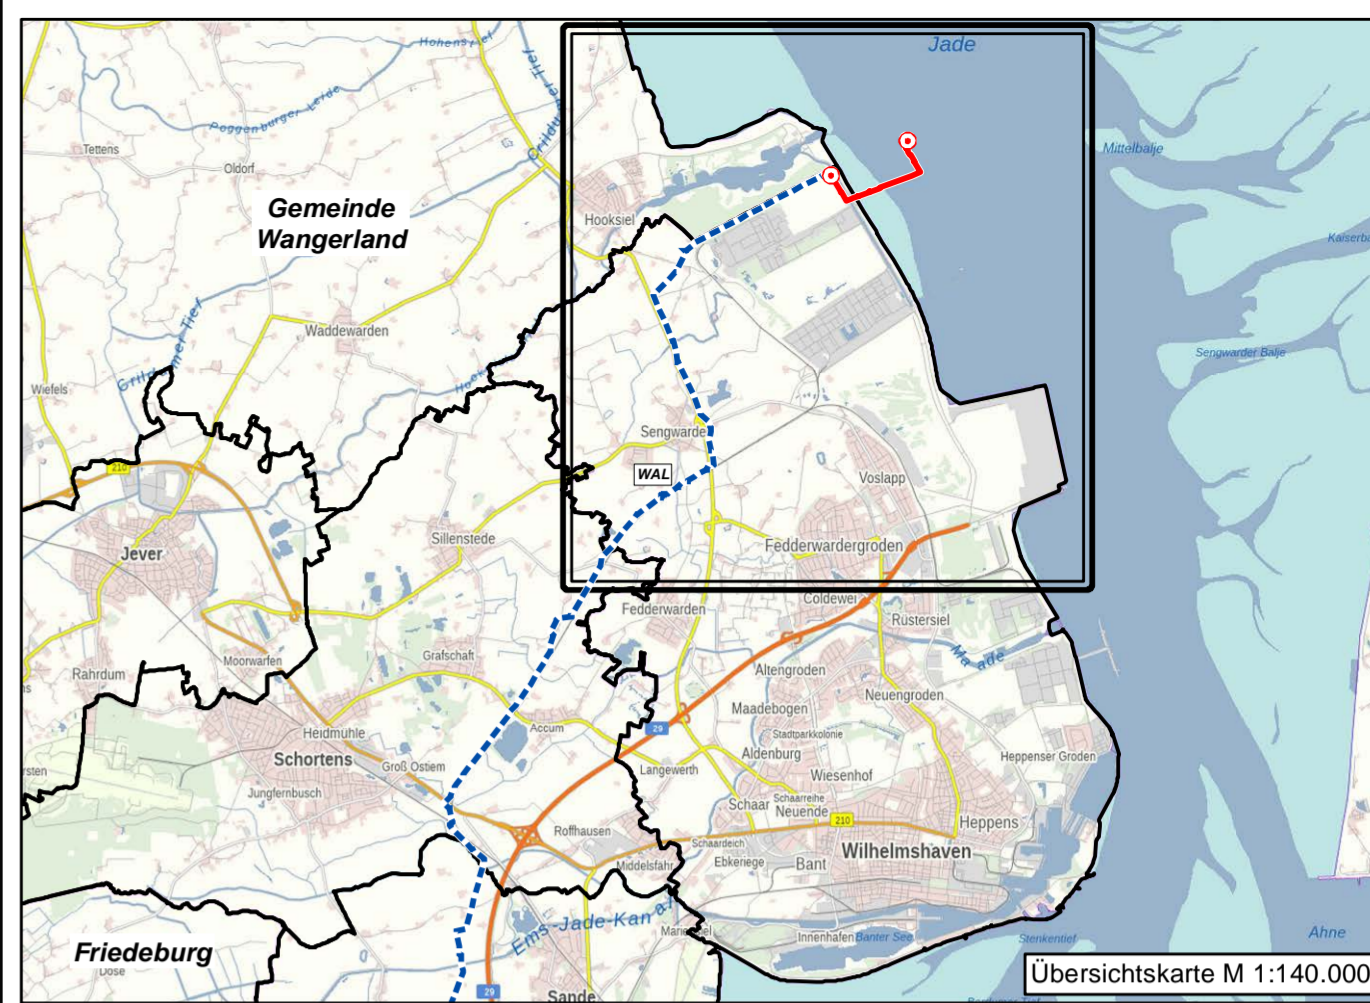 Jade
Hohenstief
Crildumer Tief
Poggenburger Leide
Tettens
Oldorf
Mittelbalje
Gemeinde
Wangerland
Hooksiel
Waddewarden
Crildumer Tief
Wiefels
Sengwarder Balje
Sengwarden
WAL
Voslapp
210
Jever
Sillenstede
Fedderwardergroden
Coldewei
Fedderwarden
Rüstersiel
Moorwarfen
Grafschaft
Rahrdum
Altengroden
Neuengroden
Maadebogen
Stadtparkkolonie
Accum
29
Heidmühle
Schortens
Groß Ostiem
Aldenburg
Heppenser Groden
Langewerth
Wiesenhof
Jungfernbusch
Schaar
Schaarreihe
Neuende
210
Heppens
Roffhausen
Schaardeich
Ebkeriege
Bant
Wilhelmshaven
Middelsfähr
Ems-Jade-Kanal
Innenhafen
Banter See
Stenkentief
Ahne
Friedeburg
Dose
29
Sande
Übersichtskarte M 1:140.000